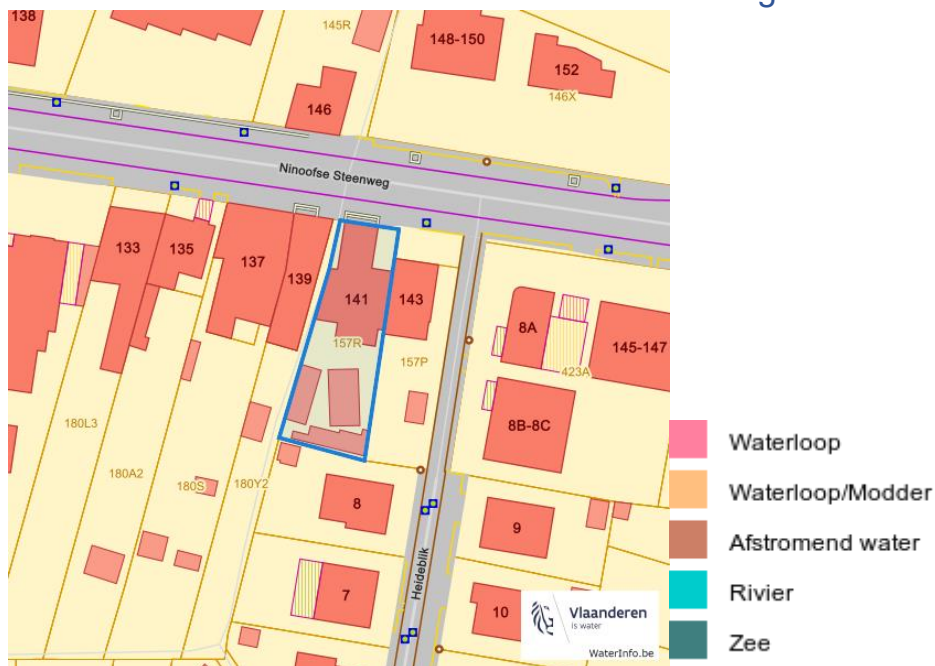 138
145R
148-150
152
146X
146
Ninoofse Steenweg
133
135
137
139
141
143
157R
157P
8A
145-147
423A
8B-8C
180L3
180A2
180S
180Y2
8
9
Heideblik
7
10
Vlaanderen
is water
WaterInfo.be
Waterloop
Waterloop/Modder
Afstromend water
Rivier
Zee